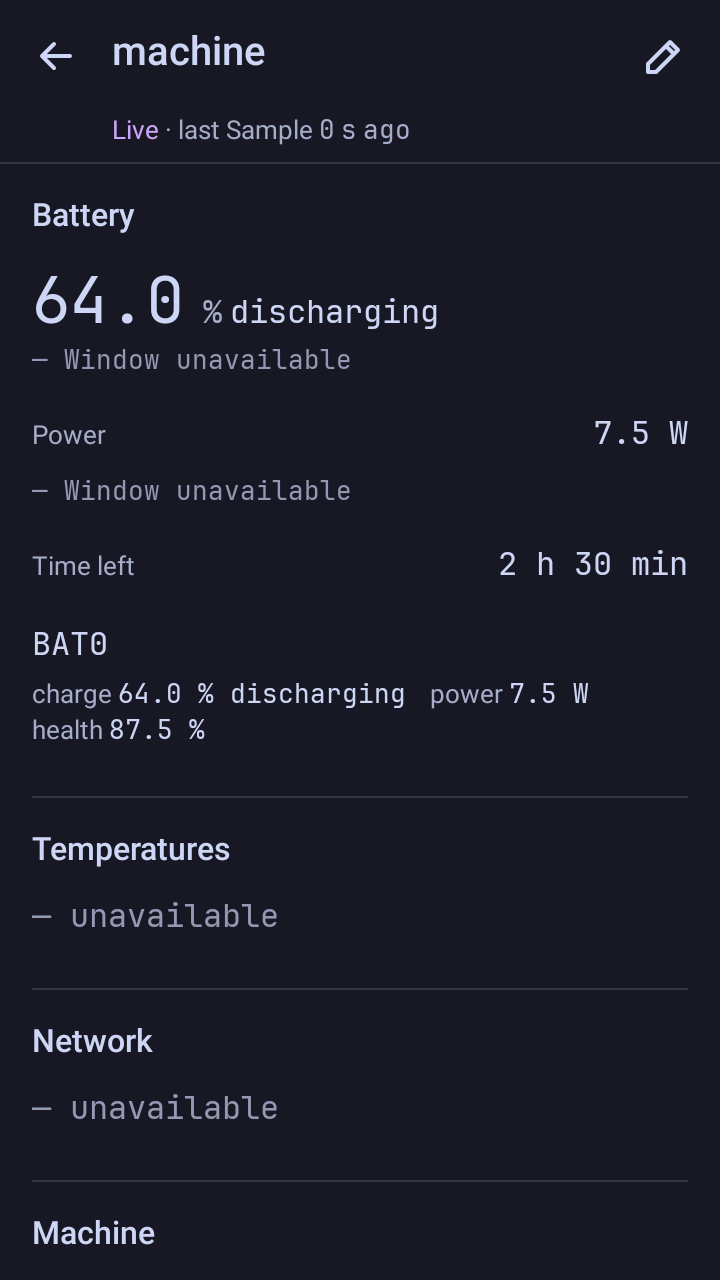 machine
Live · last Sample 0 s ago
Battery
64.0 % discharging
— Window unavailable
Power 7.5 W
— Window unavailable
Time left 2 h 30 min
BAT0
charge 64.0 % discharging power 7.5 W
health 87.5 %
Temperatures
— unavailable
Network
— unavailable
Machine